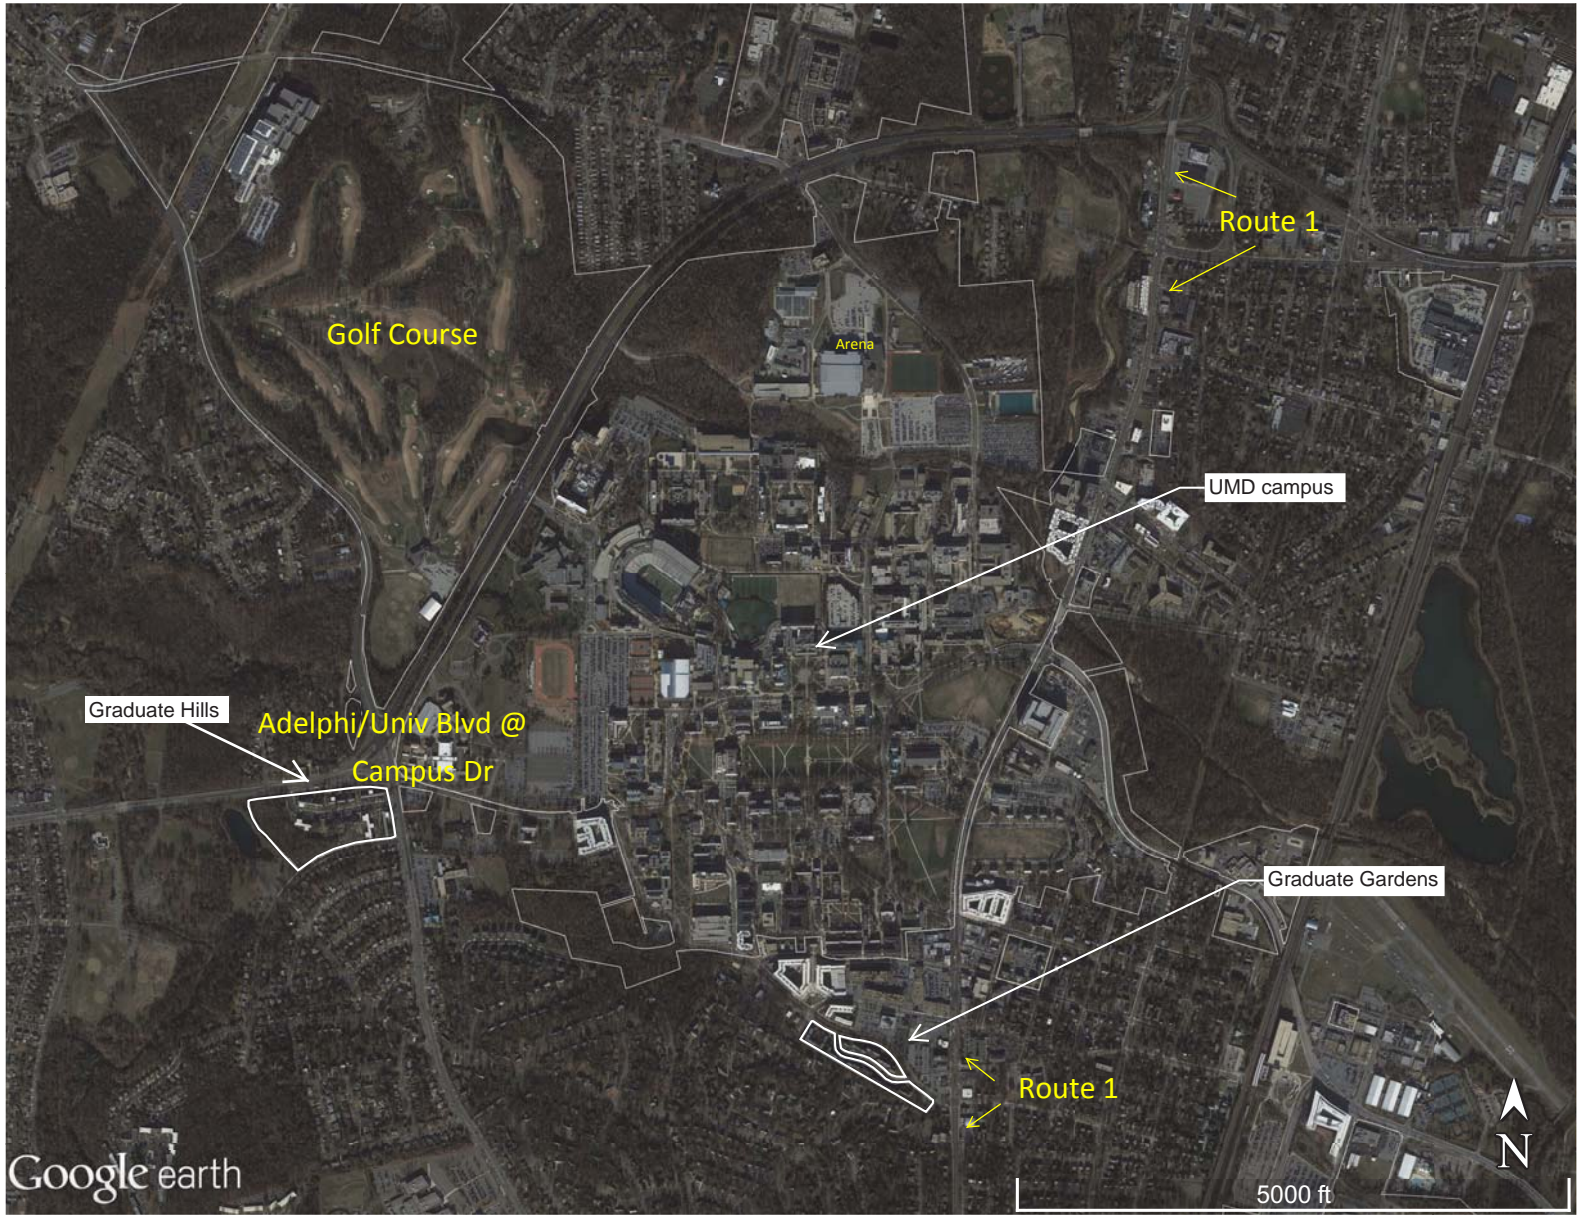 Route 1
Golf Course
Arena
UMD campus
Graduate Hills
Adelphi/Univ Blvd @
Campus Dr
Graduate Gardens
Route 1
N
Google earth
5000 ft